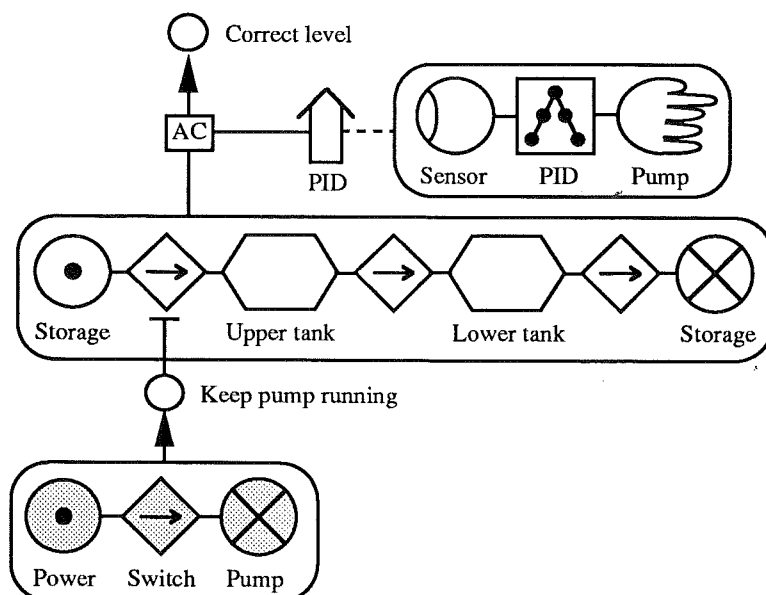 Correct level
AC
PID
Sensor
PID
Pump
Storage
Upper tank
Lower tank
Storage
Keep pump running
Power
Switch
Pump